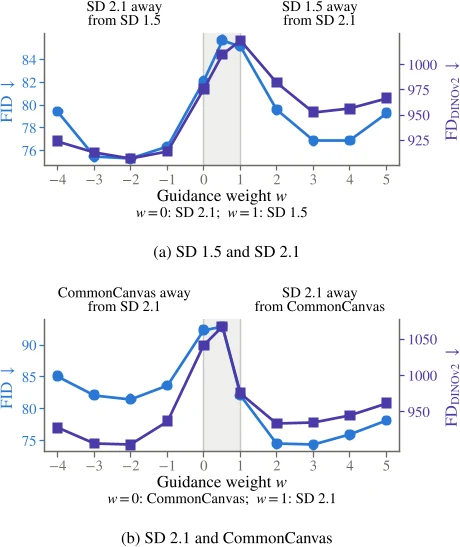 SD 2.1 away
from SD 1.5
SD 1.5 away
from SD 2.1
FID ↓
84
82
80
78
76
1000
975
950
925
FD_DINOv2 ↓
−4 −3 −2 −1 0 1 2 3 4 5
Guidance weight w
w = 0: SD 2.1; w = 1: SD 1.5
(a) SD 1.5 and SD 2.1
CommonCanvas away
from SD 2.1
SD 2.1 away
from CommonCanvas
FID ↓
90
85
80
75
1050
1000
950
FD_DINOv2 ↓
−4 −3 −2 −1 0 1 2 3 4 5
Guidance weight w
w = 0: CommonCanvas; w = 1: SD 2.1
(b) SD 2.1 and CommonCanvas